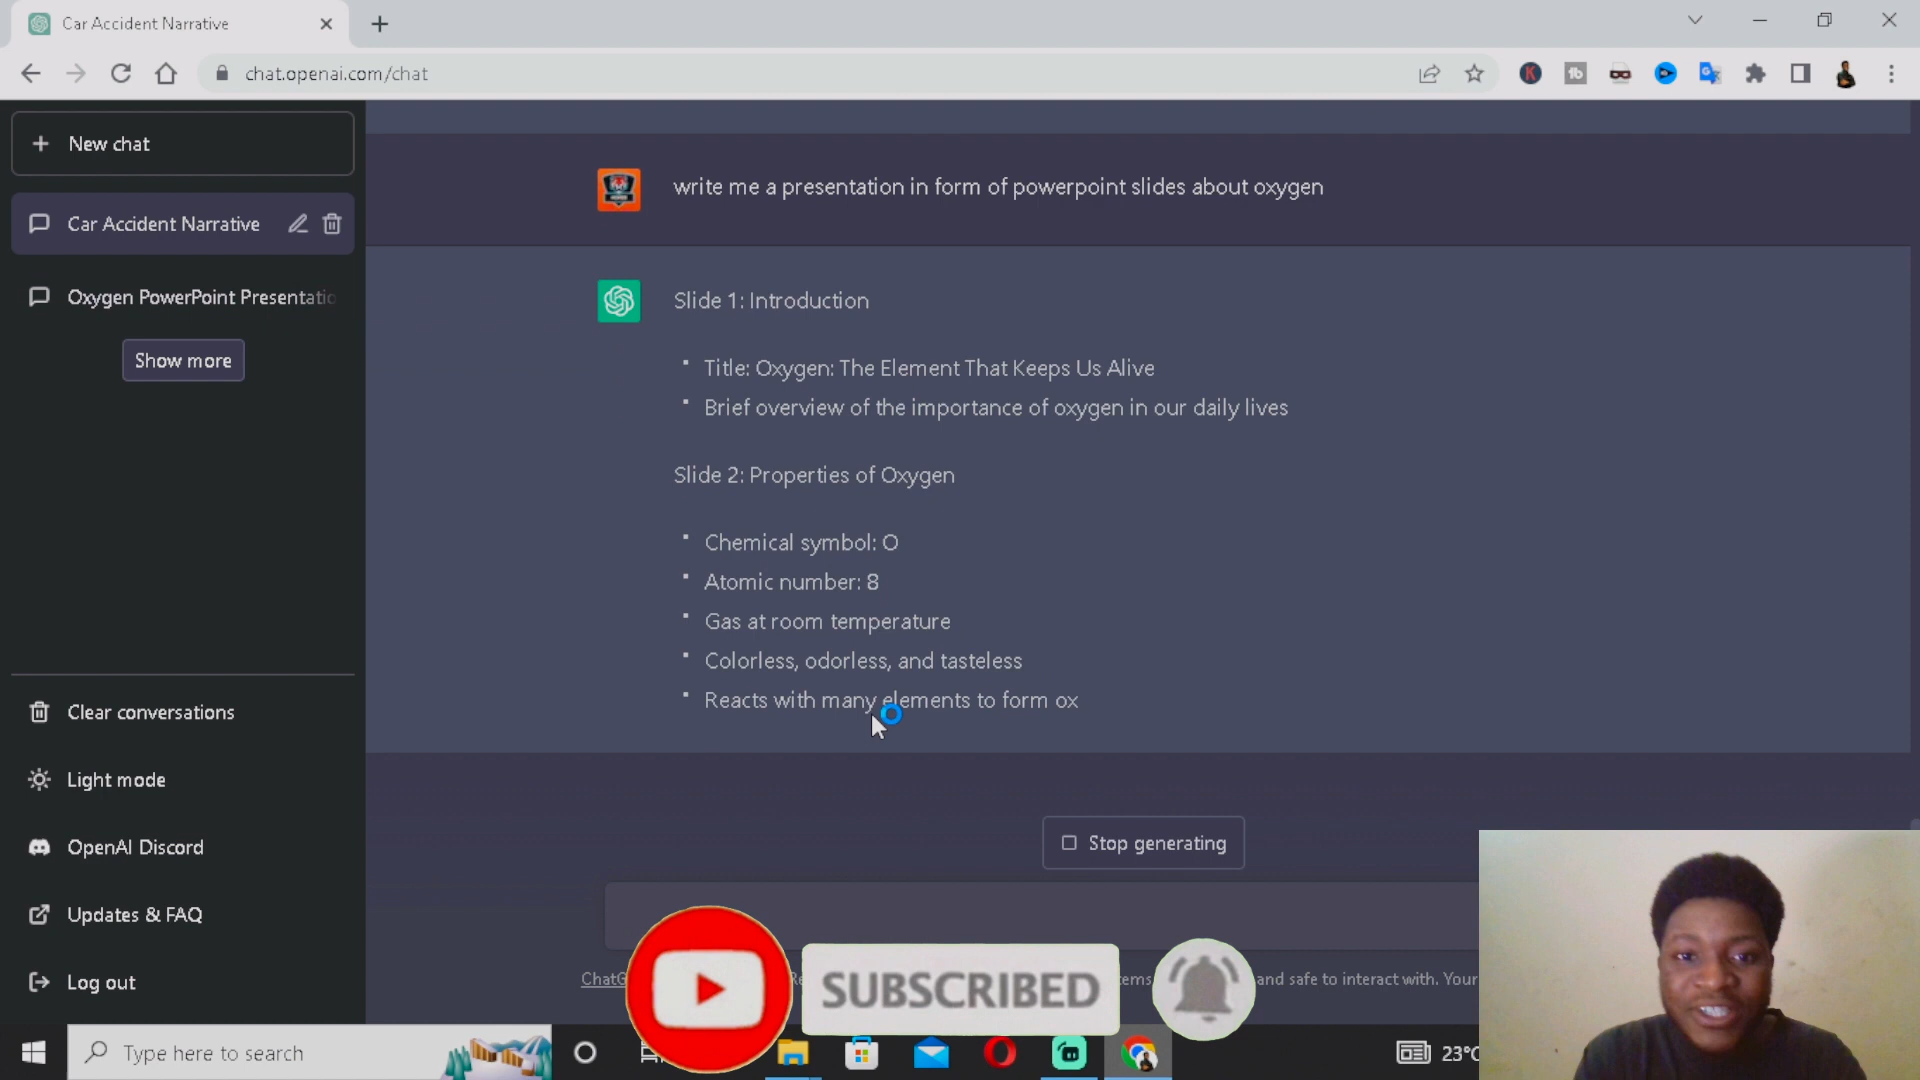 Car Accident Narrative
chat.openai.com/chat
New chat
Car Accident Narrative
Oxygen PowerPoint Presentatio
Show more
Clear conversations
Light mode
OpenAI Discord
Updates & FAQ
Log out
write me a presentation in form of powerpoint slides about oxygen
Slide 1: Introduction
Title: Oxygen: The Element That Keeps Us Alive
Brief overview of the importance of oxygen in our daily lives
Slide 2: Properties of Oxygen
Chemical symbol: O
Atomic number: 8
Gas at room temperature
Colorless, odorless, and tasteless
Reacts with many elements to form ox
Stop generating
and safe to interact with. Your
SUBSCRIBED
Type here to search
23°C